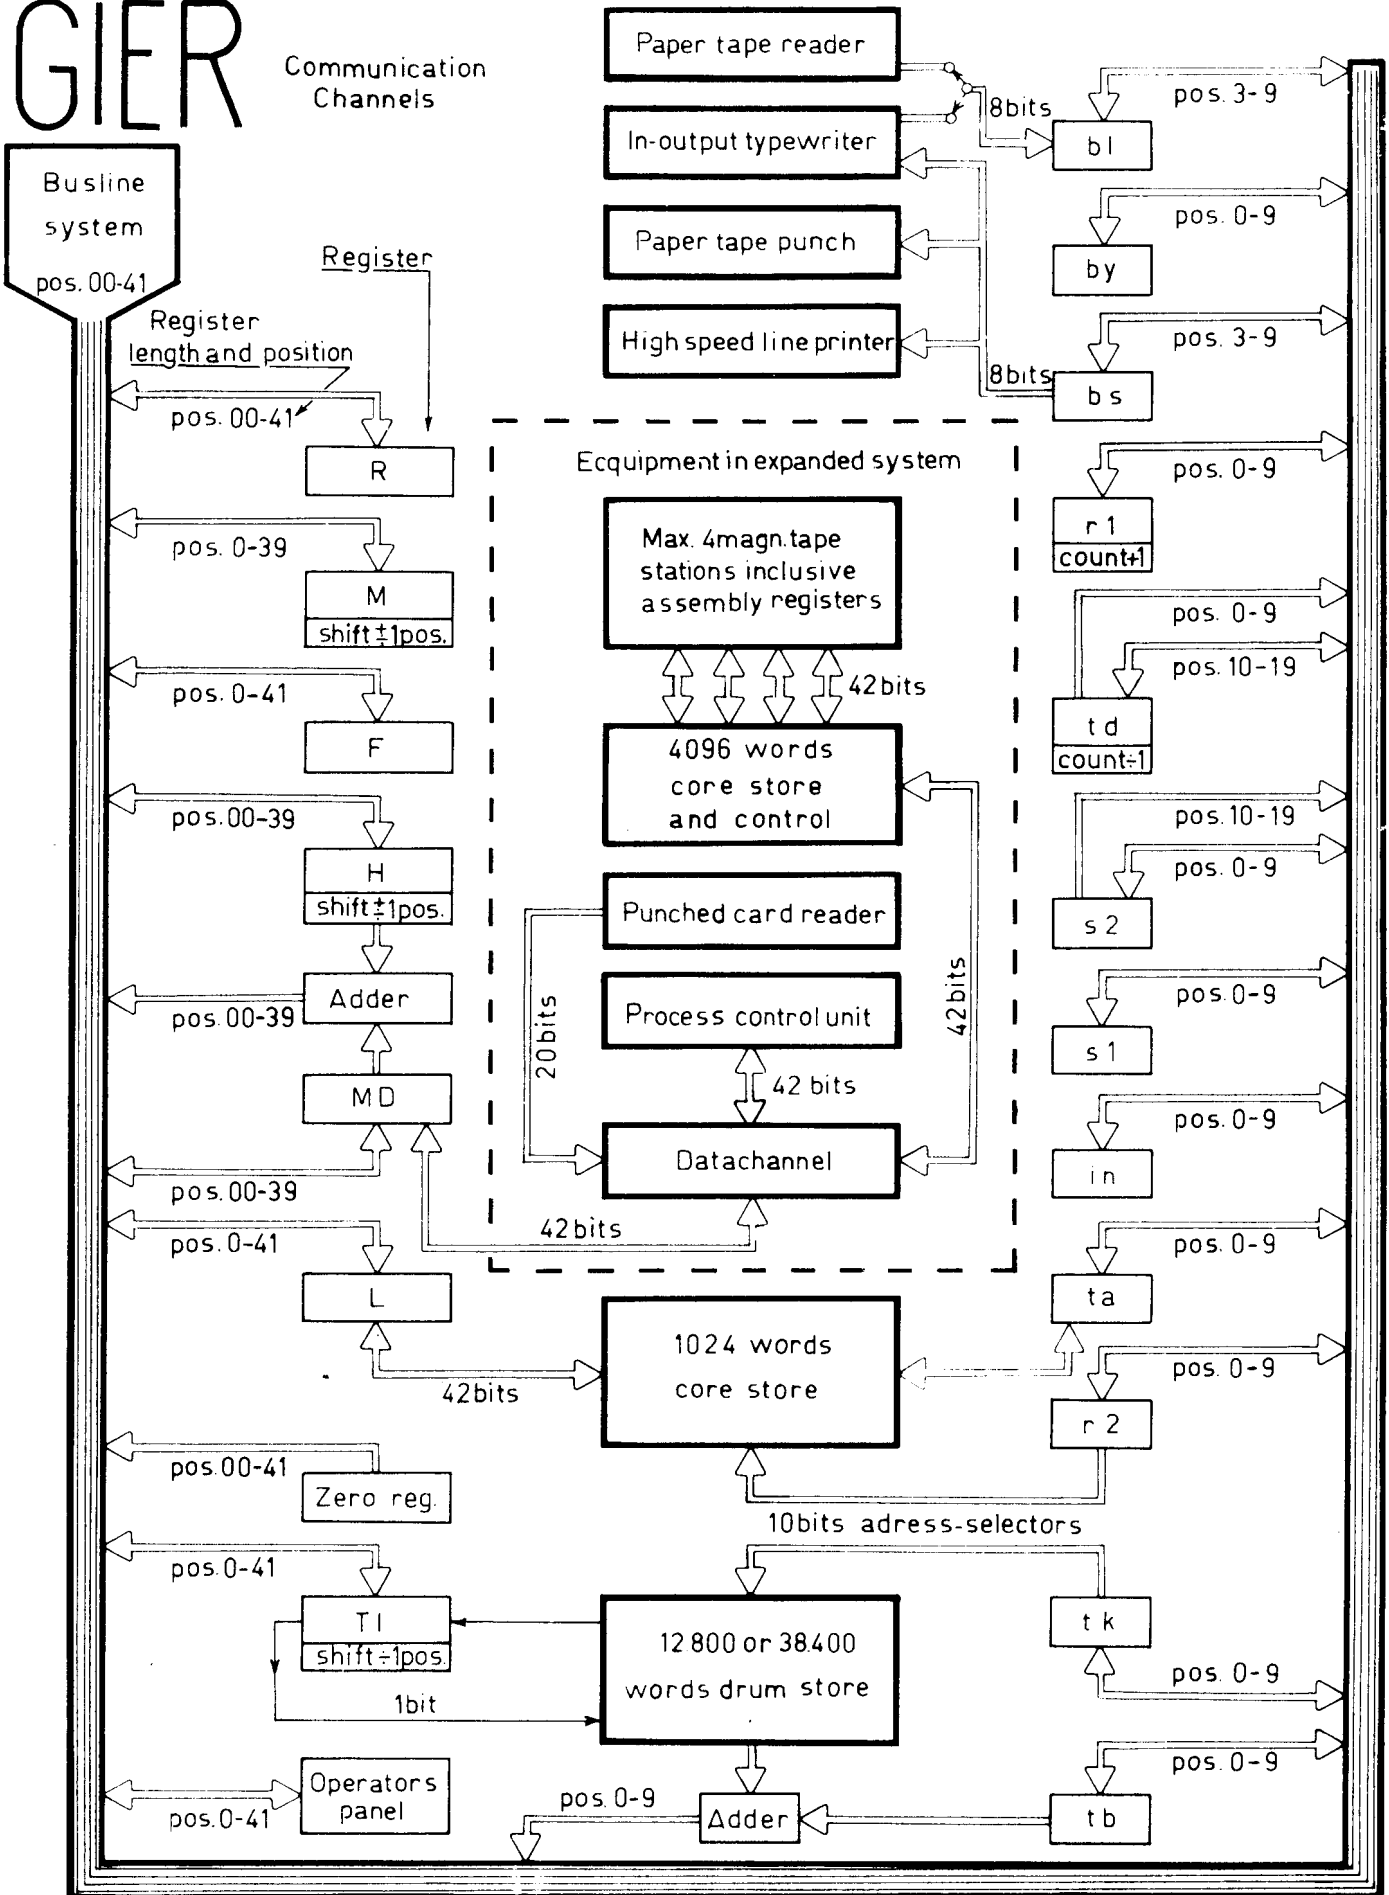 GIER
Communication
Channels
Busline
system
pos. 00-41
Register
Register
length and position
pos. 00-41
R
pos. 0-39
M
shift ±1pos.
pos. 0-41
F
pos. 00-39
H
shift ±1pos.
Adder
pos. 00-39
MD
pos. 00-39
pos. 0-41
L
42bits
pos. 00-41
Zero reg.
pos. 0-41
TI
shift ÷1pos.
1bit
Operators
panel
pos. 0-41
Paper tape reader
In-output typewriter
Paper tape punch
High speed line printer
8bits
8bits
Ecquipment in expanded system
Max. 4magn.tape
stations inclusive
assembly registers
42bits
4096 words
core store
and control
Punched card reader
20bits
42bits
Process control unit
42 bits
Datachannel
42bits
1024 words
core store
10bits adress-selectors
12800 or 38.400
words drum store
pos. 0-9
Adder
pos. 3-9
bl
pos. 0-9
by
pos. 3-9
bs
pos. 0-9
r1
count+1
pos. 0-9
pos. 10-19
td
count÷1
pos. 10-19
pos. 0-9
s2
pos. 0-9
s1
pos. 0-9
in
pos. 0-9
ta
pos. 0-9
r2
tk
pos. 0-9
pos. 0-9
tb